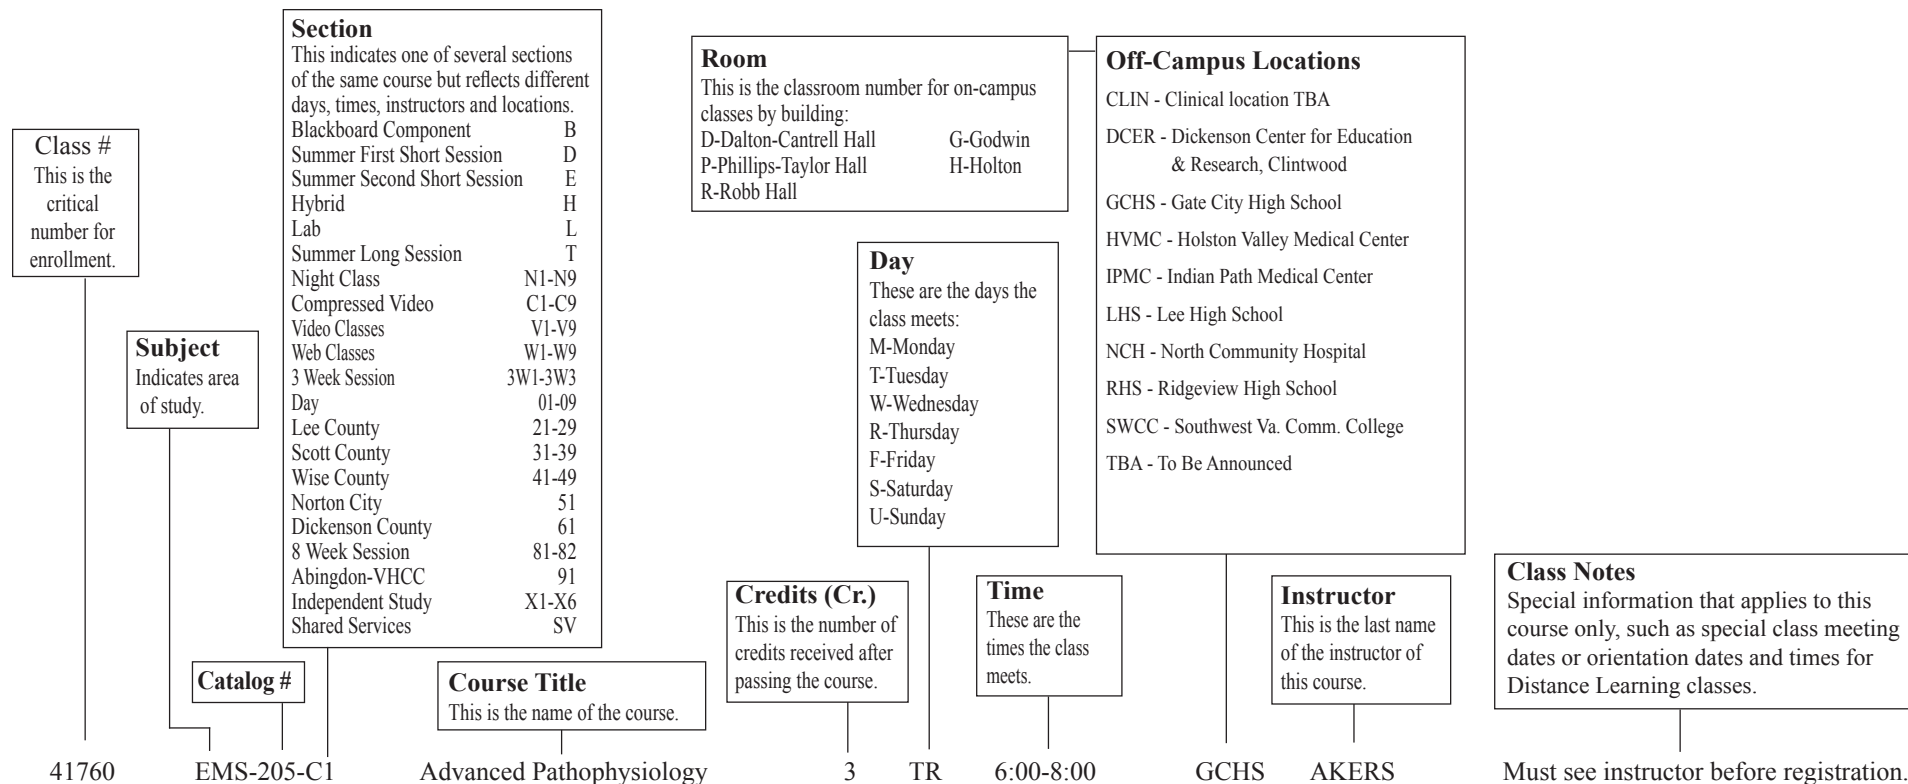 Class #
This is the
critical
number for
enrollment.
Subject
Indicates area
of study.
Section
This indicates one of several sections
of the same course but reflects different
days, times, instructors and locations.
Blackboard Component B
Summer First Short Session D
Summer Second Short Session E
Hybrid H
Lab L
Summer Long Session T
Night Class N1-N9
Compressed Video C1-C9
Video Classes V1-V9
Web Classes W1-W9
3 Week Session 3W1-3W3
Day 01-09
Lee County 21-29
Scott County 31-39
Wise County 41-49
Norton City 51
Dickenson County 61
8 Week Session 81-82
Abingdon-VHCC 91
Independent Study X1-X6
Shared Services SV
Catalog #
Course Title
This is the name of the course.
Room
This is the classroom number for on-campus
classes by building:
D-Dalton-Cantrell Hall G-Godwin
P-Phillips-Taylor Hall H-Holton
R-Robb Hall
Day
These are the days the
class meets:
M-Monday
T-Tuesday
W-Wednesday
R-Thursday
F-Friday
S-Saturday
U-Sunday
Off-Campus Locations
CLIN - Clinical location TBA
DCER - Dickenson Center for Education
& Research, Clintwood
GCHS - Gate City High School
HVMC - Holston Valley Medical Center
IPMC - Indian Path Medical Center
LHS - Lee High School
NCH - North Community Hospital
RHS - Ridgeview High School
SWCC - Southwest Va. Comm. College
TBA - To Be Announced
Credits (Cr.)
This is the number of
credits received after
passing the course.
Time
These are the
times the class
meets.
Instructor
This is the last name
of the instructor of
this course.
Class Notes
Special information that applies to this
course only, such as special class meeting
dates or orientation dates and times for
Distance Learning classes.
41760 EMS-205-C1 Advanced Pathophysiology 3 TR 6:00-8:00 GCHS AKERS Must see instructor before registration.